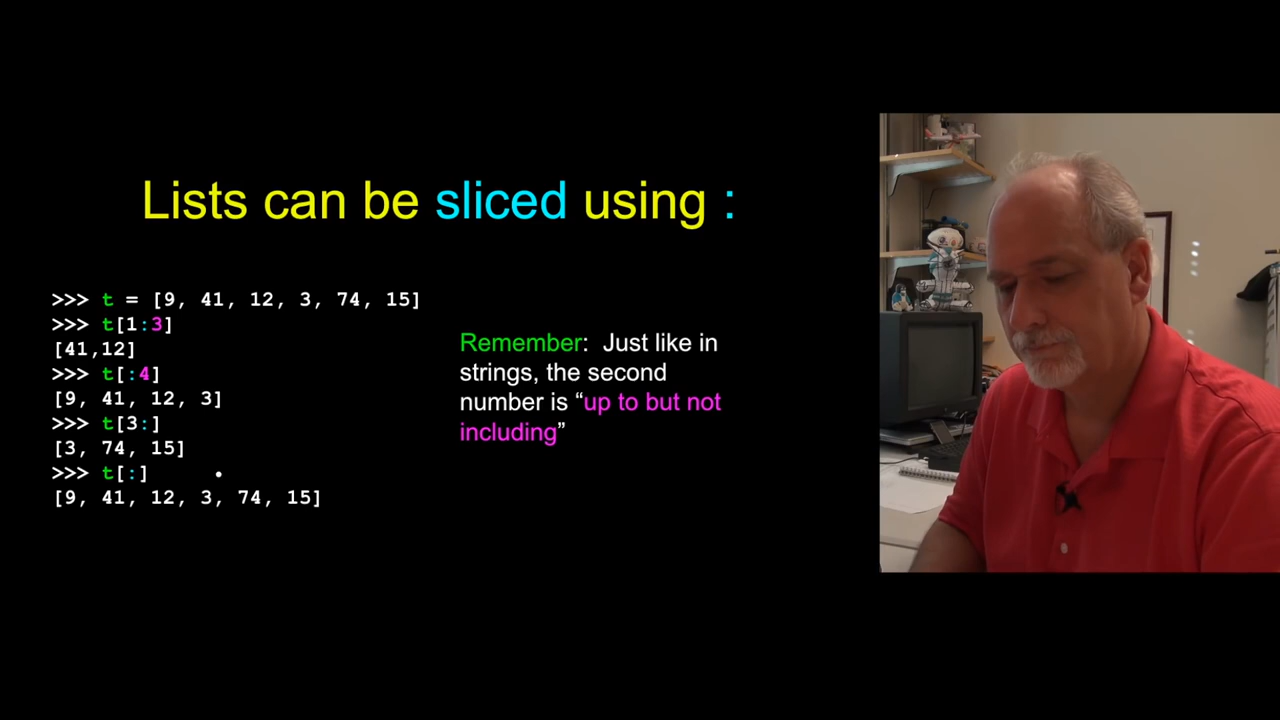 Lists can be sliced using :
>>> t = [9, 41, 12, 3, 74, 15]
>>> t[1:3]
[41,12]
>>> t[:4]
[9, 41, 12, 3]
>>> t[3:]
[3, 74, 15]
>>> t[:]
[9, 41, 12, 3, 74, 15]
Remember: Just like in
strings, the second
number is “up to but not
including”